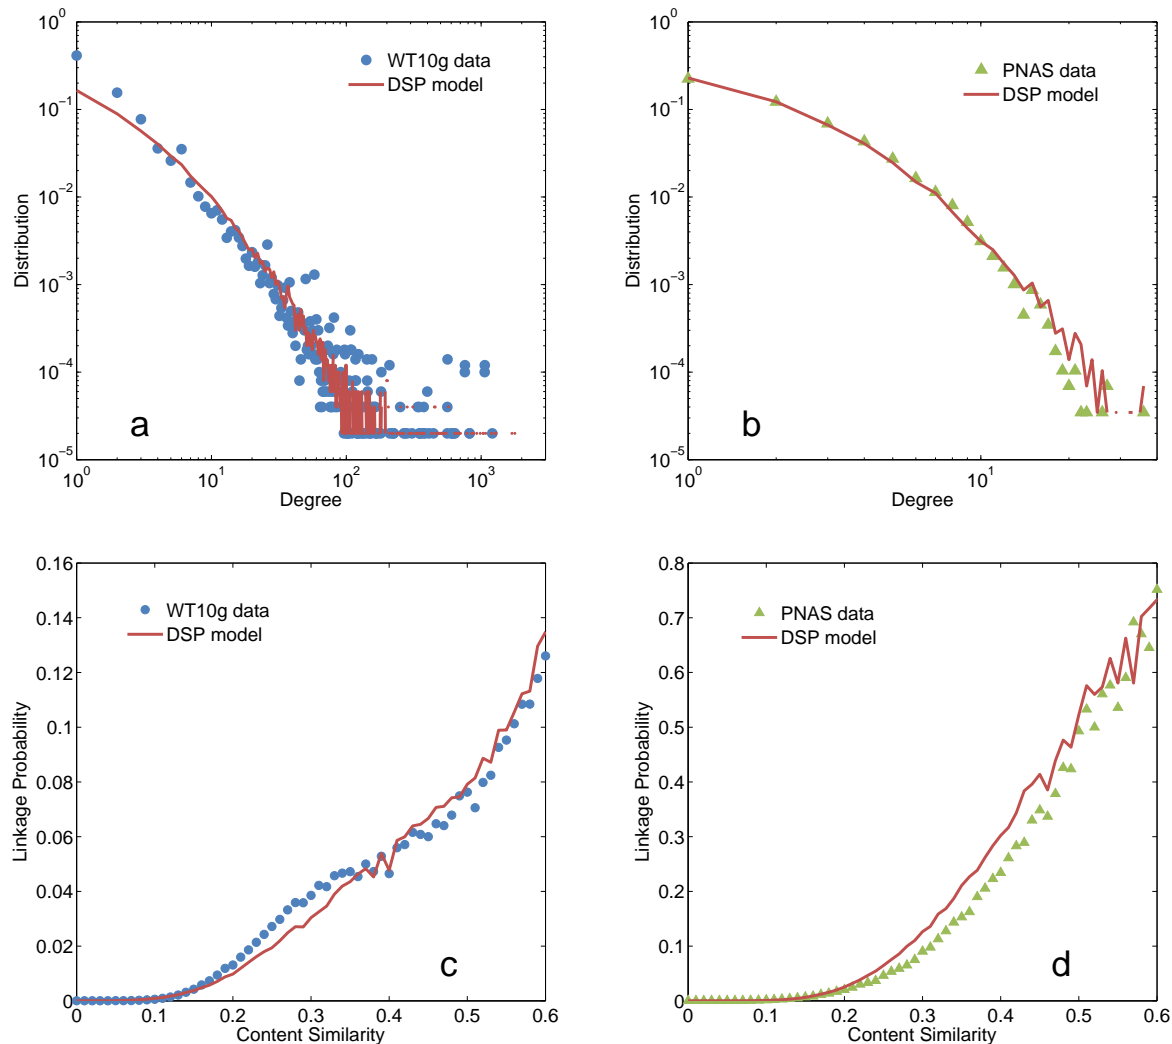 10^0
10^−1
10^−2
10^−3
10^−4
10^−5
Distribution
WT10g data
DSP model
a
10^0
10^1
10^2
10^3
Degree
10^0
10^−1
10^−2
10^−3
10^−4
10^−5
Distribution
PNAS data
DSP model
b
10^0
10^1
Degree
0.16
0.14
0.12
0.1
0.08
0.06
0.04
0.02
0
Linkage Probability
WT10g data
DSP model
c
0 0.1 0.2 0.3 0.4 0.5 0.6
Content Similarity
0.8
0.7
0.6
0.5
0.4
0.3
0.2
0.1
0
Linkage Probability
PNAS data
DSP model
d
0 0.1 0.2 0.3 0.4 0.5 0.6
Content Similarity